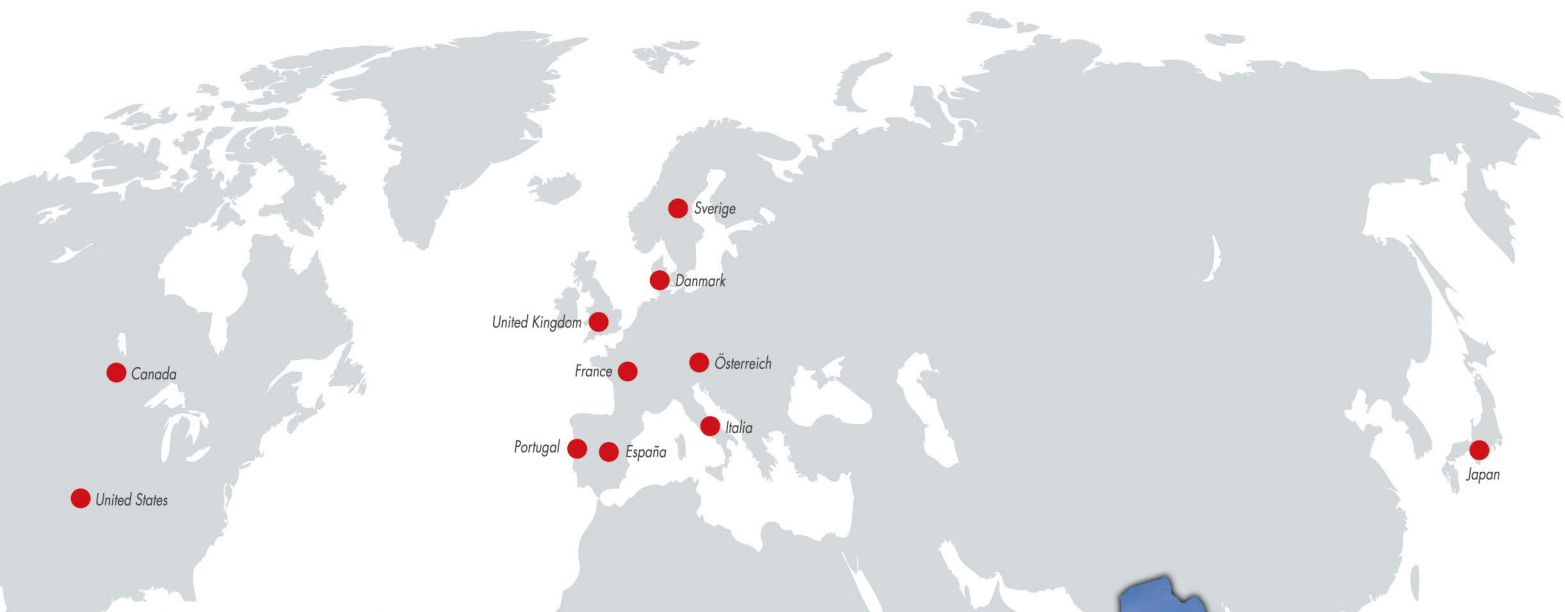 Sverige
Danmark
United Kingdom
Österreich
France
Canada
Italia
Portugal
España
Japan
United States